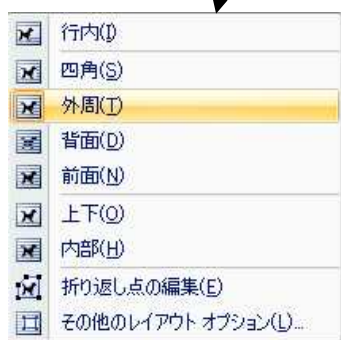 行内(I)
四角(S)
外周(T)
背面(D)
前面(N)
上下(O)
内部(H)
折り返し点の編集(E)
その他のレイアウト オプション(L)...